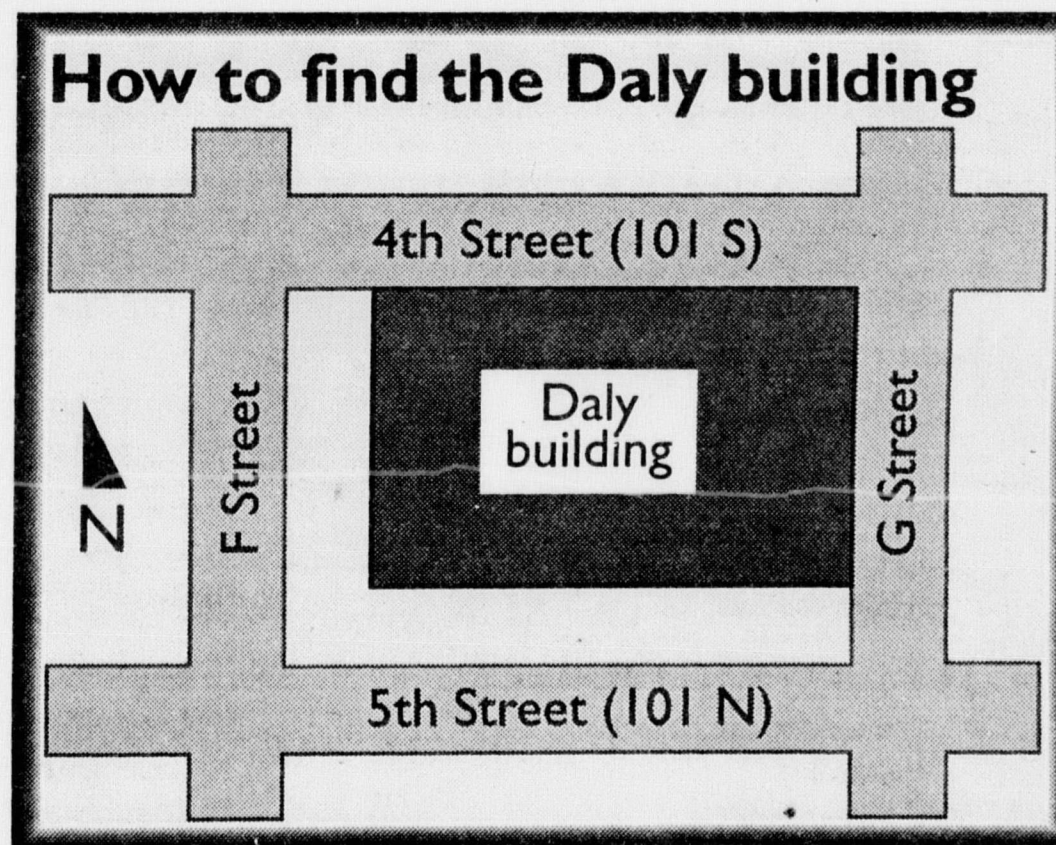 How to find the Daly building
4th Street (101 S)
F Street
Daly
building
G Street
N
5th Street (101 N)